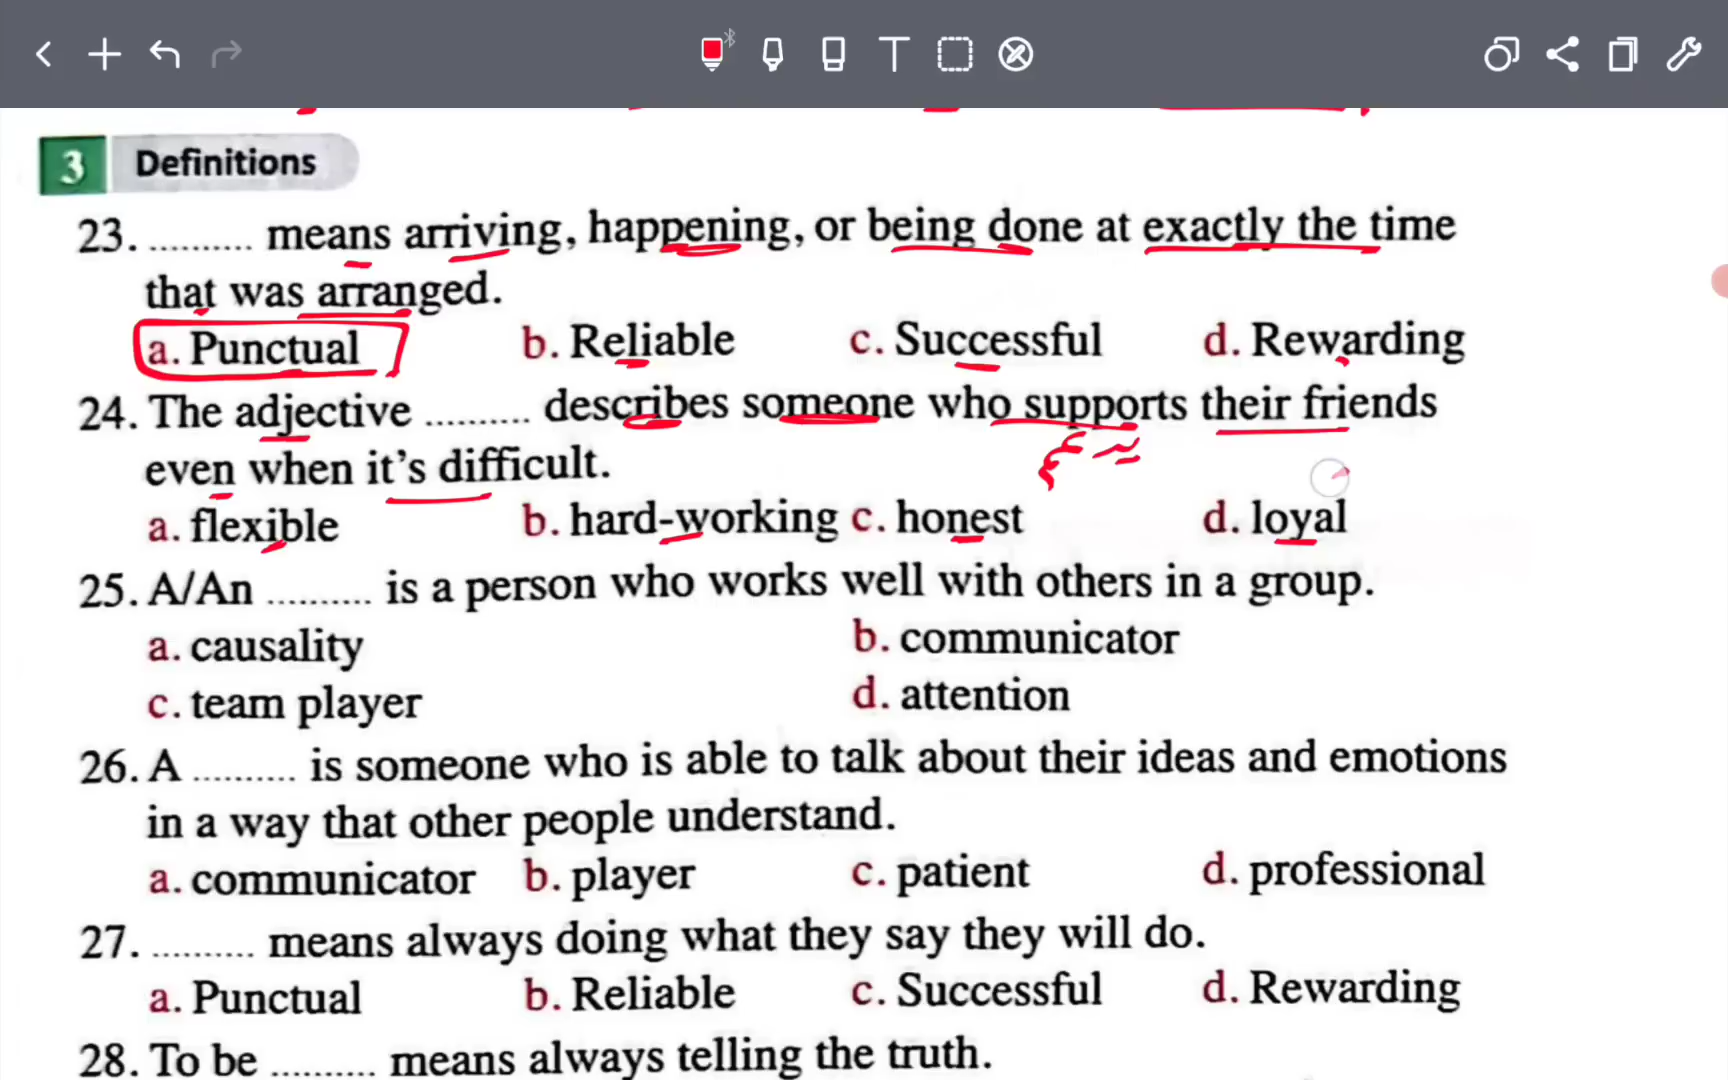 3 Definitions
23. .......... means arriving, happening, or being done at exactly the time
that was arranged.
a. Punctual b. Reliable c. Successful d. Rewarding
24. The adjective .......... describes someone who supports their friends
even when it's difficult.
a. flexible b. hard-working c. honest d. loyal
25. A/An .......... is a person who works well with others in a group.
a. causality b. communicator
c. team player d. attention
26. A .......... is someone who is able to talk about their ideas and emotions
in a way that other people understand.
a. communicator b. player c. patient d. professional
27. .......... means always doing what they say they will do.
a. Punctual b. Reliable c. Successful d. Rewarding
28. To be .......... means always telling the truth.